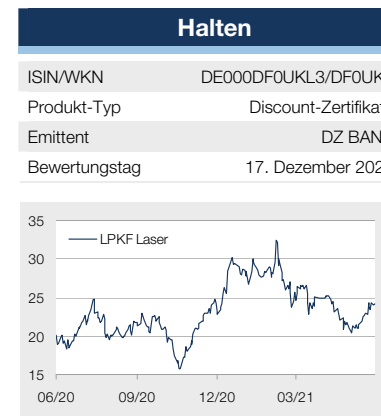 Halten
ISIN/WKN DE000DF0UKL3/DF0UK
Produkt-Typ Discount-Zertifikat
Emittent DZ BAN
Bewertungstag 17. Dezember 202
35
LPKF Laser
30
25
20
15
06/20 09/20 12/20 03/21